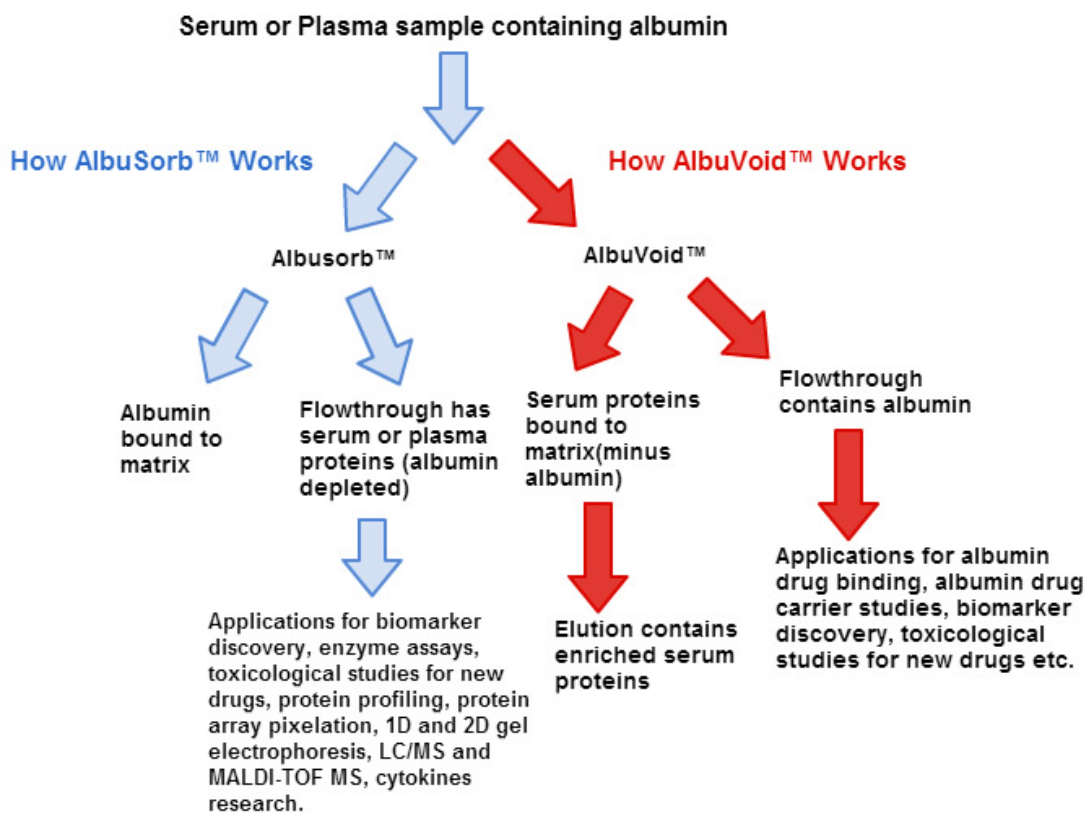 Serum or Plasma sample containing albumin
How AlbuSorb™ Works
How AlbuVoid™ Works
Albusorb™
AlbuVoid™
Albumin
bound to
matrix
Flowthrough has
serum or plasma
proteins (albumin
depleted)
Serum proteins
bound to
matrix(minus
albumin)
Flowthrough
contains albumin
Applications for biomarker
discovery, enzyme assays,
toxicological studies for new
drugs, protein profiling, protein
array pixelation, 1D and 2D gel
electrophoresis, LC/MS and
MALDI-TOF MS, cytokines
research.
Elution contains
enriched serum
proteins
Applications for albumin
drug binding, albumin drug
carrier studies, biomarker
discovery, toxicological
studies for new drugs etc.